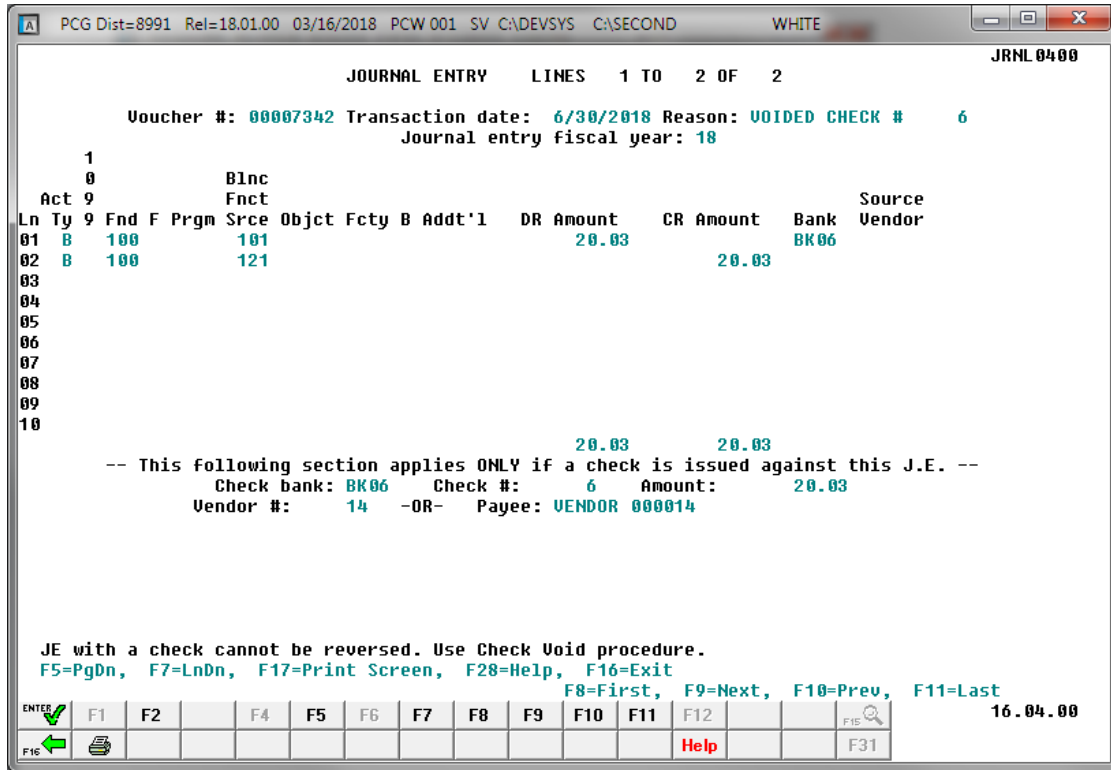 A PCG Dist=8991 Rel=18.01.00 03/16/2018 PCW 001 SV C:\DEVSYS C:\SECOND WHITE
JRNL0400
JOURNAL ENTRY LINES 1 TO 2 OF 2
Voucher #: 00007342 Transaction date: 6/30/2018 Reason: VOIDED CHECK # 6
Journal entry fiscal year: 18
1
0 Blnc
Act 9 Fnct Source
Ln Ty 9 Fnd F Prgm Srce Objct Fcty B Addt'l DR Amount CR Amount Bank Vendor
01 B 100 101 20.03 BK06
02 B 100 121 20.03
03
04
05
06
07
08
09
10
20.03 20.03
-- This following section applies ONLY if a check is issued against this J.E. --
Check bank: BK06 Check #: 6 Amount: 20.03
Vendor #: 14 -OR- Payee: VENDOR 000014
JE with a check cannot be reversed. Use Check Void procedure.
F5=PgDn, F7=LnDn, F17=Print Screen, F28=Help, F16=Exit
F8=First, F9=Next, F10=Prev, F11=Last
ENTER F1 F2 F4 F5 F6 F7 F8 F9 F10 F11 F12 F15 16.04.00
F16 Help F31